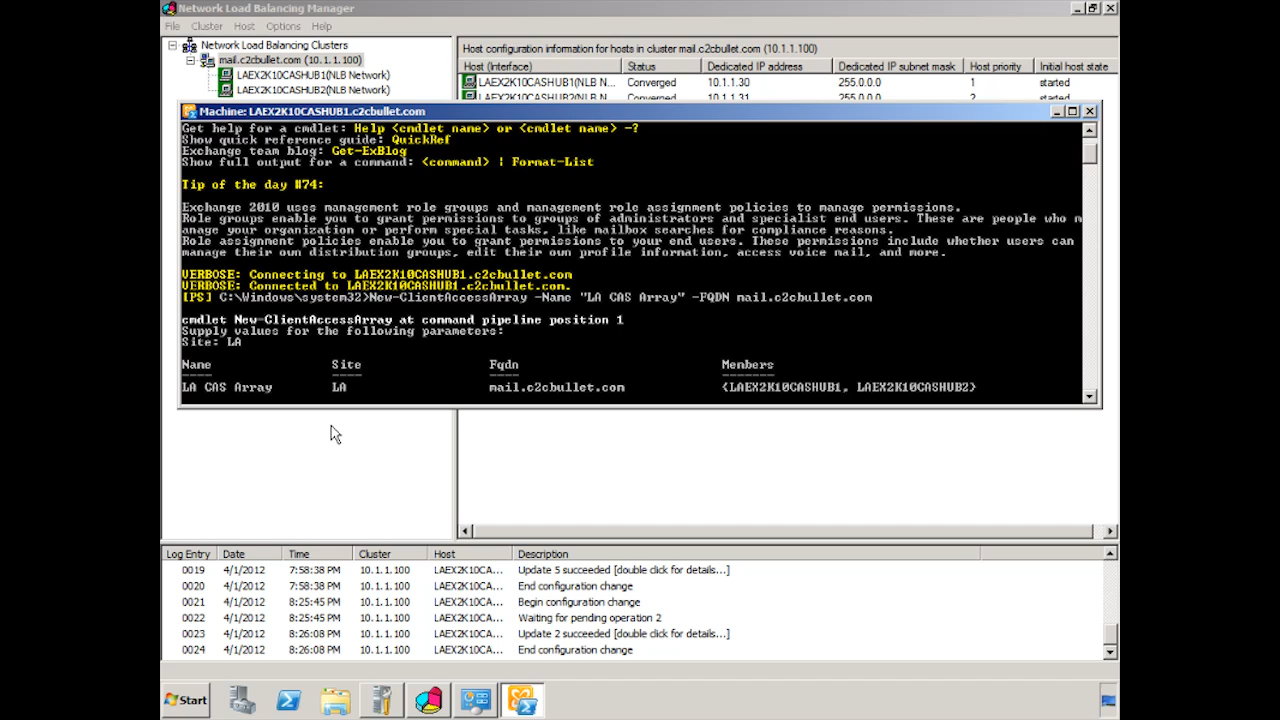 Network Load Balancing Manager
File Cluster Host Options Help
Network Load Balancing Clusters
mail.c2cbullet.com (10.1.1.100)
LAEX2K10CASHUB1(NLB Network)
LAEX2K10CASHUB2(NLB Network)
Host configuration information for hosts in cluster mail.c2cbullet.com (10.1.1.100)
Host (Interface) Status Dedicated IP address Dedicated IP subnet mask Host priority Initial host state
LAEX2K10CASHUB1(NLB N... Converged 10.1.1.30 255.0.0.0 1 started
LAEX2K10CASHUB2(NLB N... Converged 10.1.1.31 255.0.0.0 2 started
Machine: LAEX2K10CASHUB1.c2cbullet.com
Get help for a cmdlet: Help <cmdlet name> or <cmdlet name> -?
Show quick reference guide: QuickRef
Exchange team blog: Get-ExBlog
Show full output for a command: <command> | Format-List
Tip of the day #74:
Exchange 2010 uses management role groups and management role assignment policies to manage permissions.
Role groups enable you to grant permissions to groups of administrators and specialist end users. These are people who m
anage your organization or perform special tasks, like mailbox searches for compliance reasons.
Role assignment policies enable you to grant permissions to your end users. These permissions include whether users can
manage their own distribution groups, edit their own profile information, access voice mail, and more.
VERBOSE: Connecting to LAEX2K10CASHUB1.c2cbullet.com
VERBOSE: Connected to LAEX2K10CASHUB1.c2cbullet.com.
[PS] C:\Windows\system32>New-ClientAccessArray -Name "LA CAS Array" -FQDN mail.c2cbullet.com
cmdlet New-ClientAccessArray at command pipeline position 1
Supply values for the following parameters:
Site: LA
Name Site Fqdn Members
---- ---- ---- -------
LA CAS Array LA mail.c2cbullet.com {LAEX2K10CASHUB1, LAEX2K10CASHUB2}
Log Entry Date Time Cluster Host Description
0019 4/1/2012 7:58:38 PM 10.1.1.100 LAEX2K10CA... Update 5 succeeded [double click for details...]
0020 4/1/2012 7:58:38 PM 10.1.1.100 LAEX2K10CA... End configuration change
0021 4/1/2012 8:25:45 PM 10.1.1.100 LAEX2K10CA... Begin configuration change
0022 4/1/2012 8:25:45 PM 10.1.1.100 LAEX2K10CA... Waiting for pending operation 2
0023 4/1/2012 8:26:08 PM 10.1.1.100 LAEX2K10CA... Update 2 succeeded [double click for details...]
0024 4/1/2012 8:26:08 PM 10.1.1.100 LAEX2K10CA... End configuration change
Start